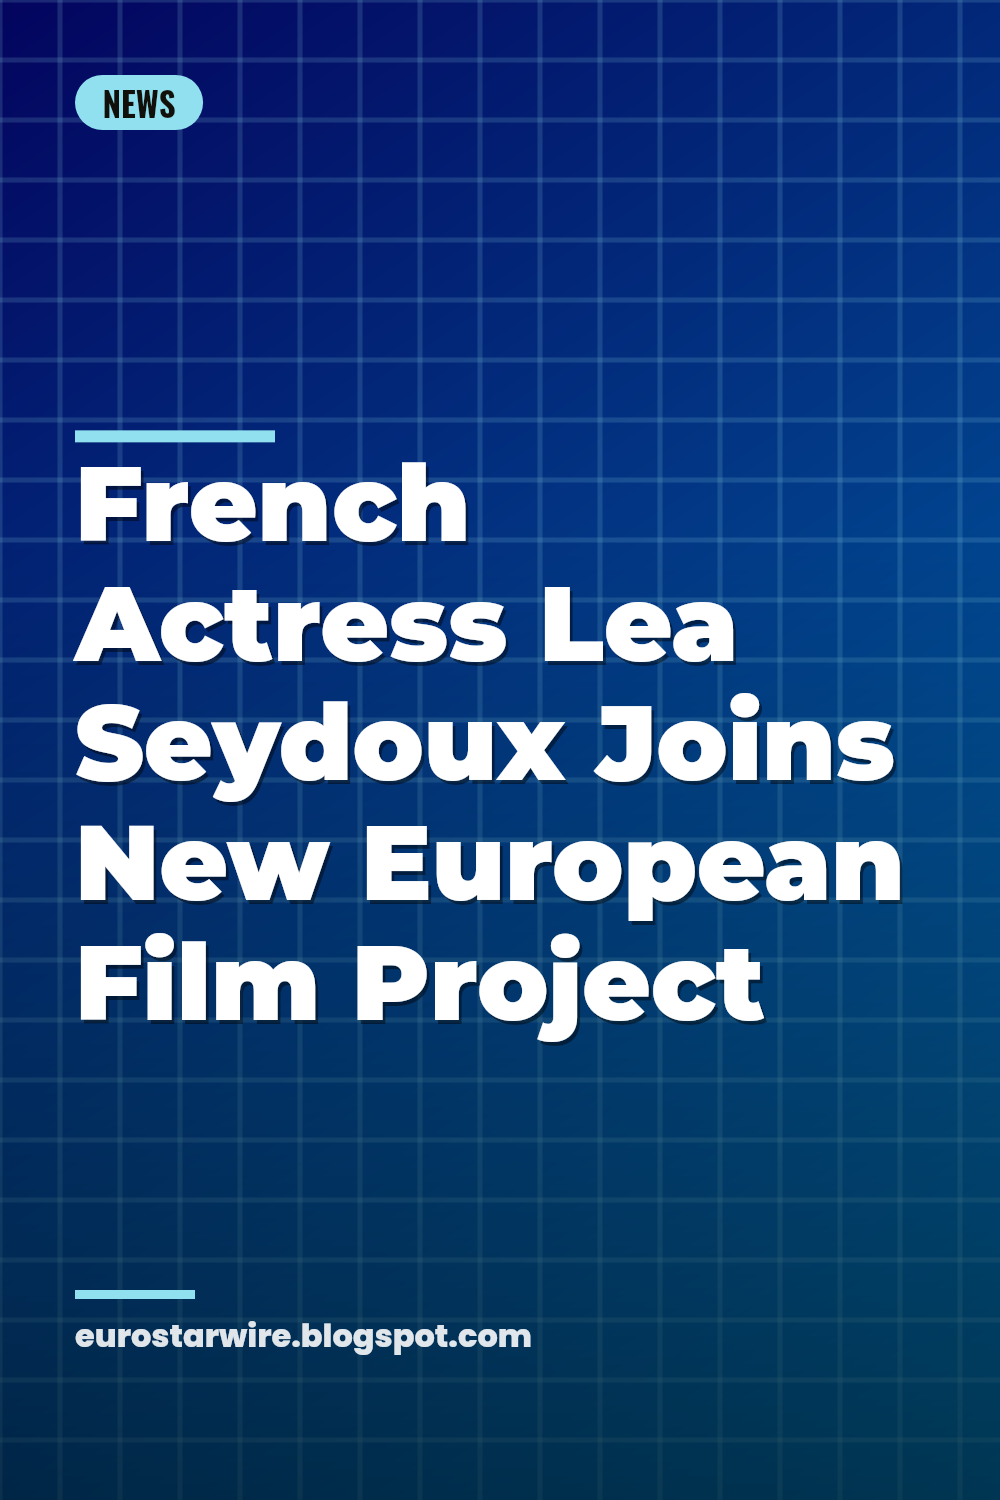 NEWS
French
Actress Lea
Seydoux Joins
New European
Film Project
eurostarwire.blogspot.com